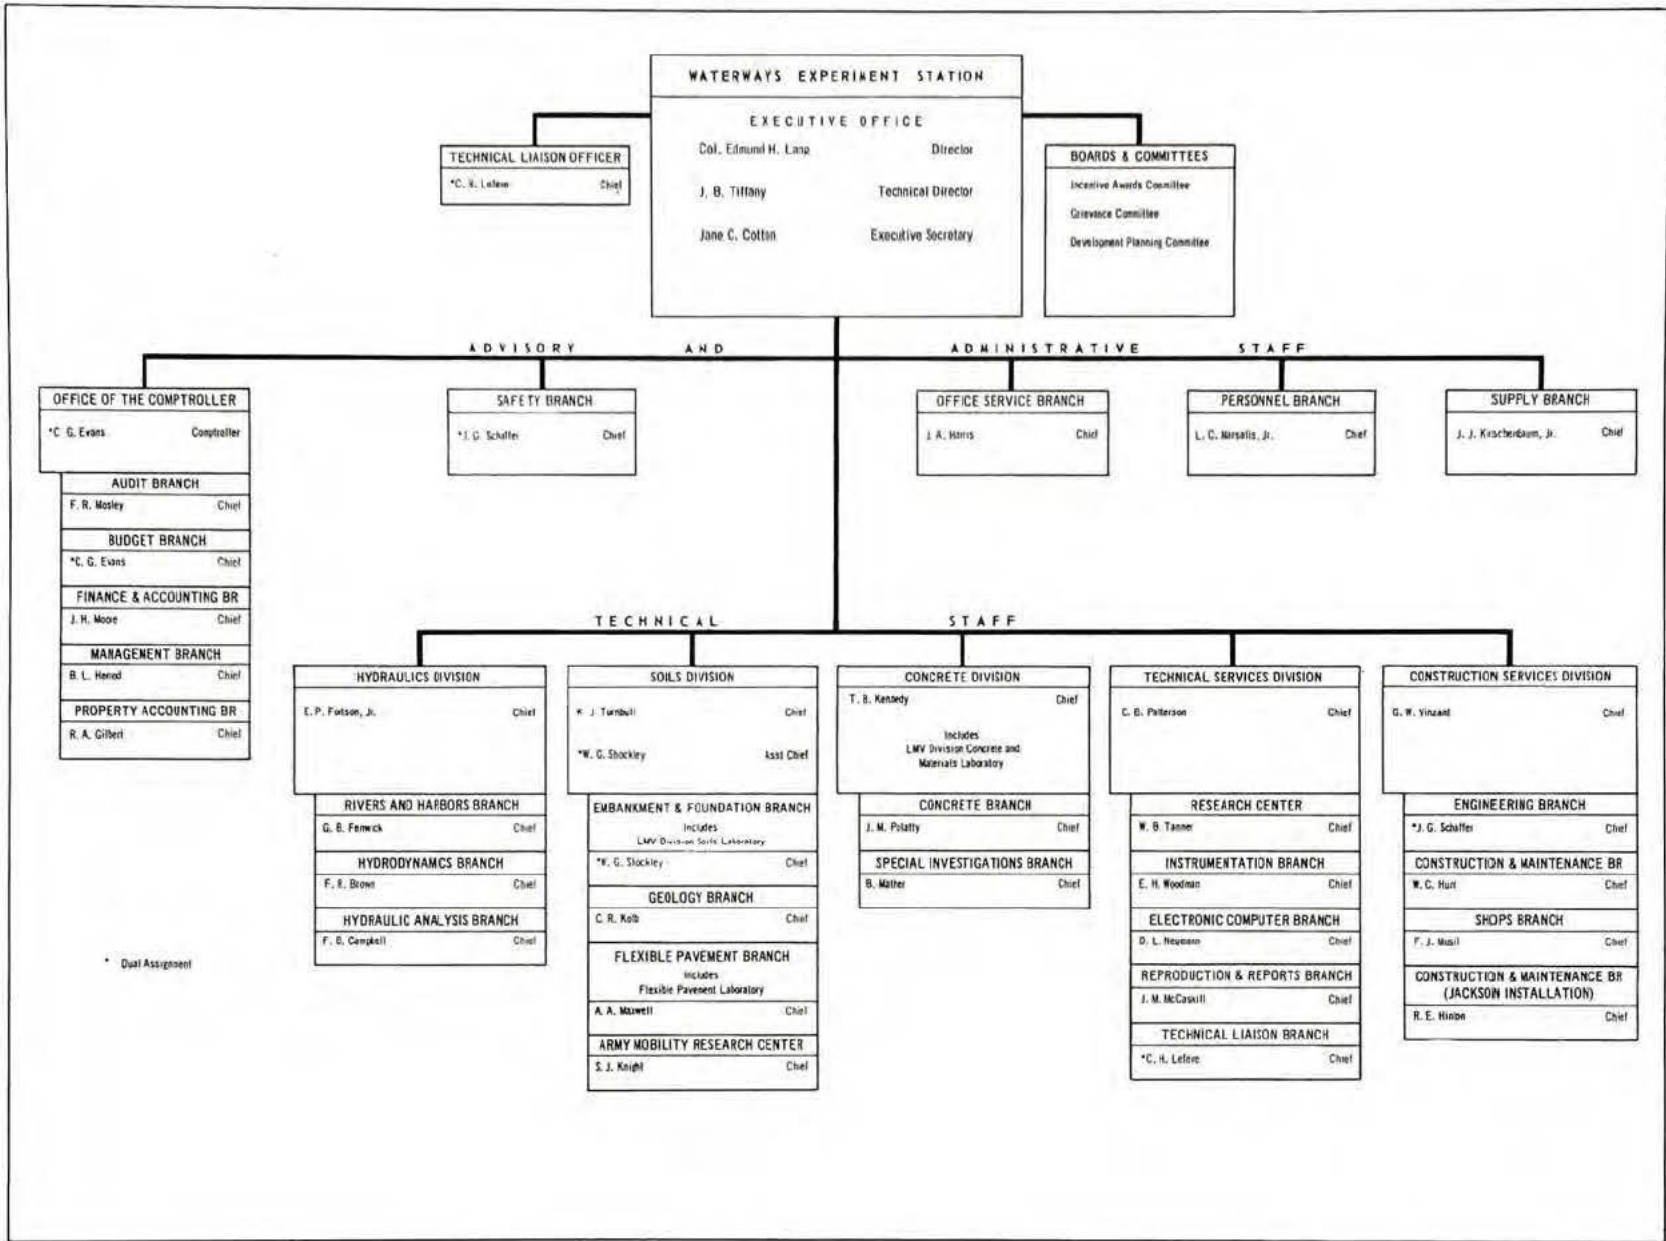 WATERWAYS EXPERIMENT STATION
EXECUTIVE OFFICE
Col. Edmund H. Lang Director
J. B. Tiffany Technical Director
Jane C. Cotton Executive Secretary
TECHNICAL LIAISON OFFICER
*C. H. Lefeve Chief
BOARDS & COMMITTEES
Incentive Awards Committee
Grievance Committee
Development Planning Committee
ADVISORY AND ADMINISTRATIVE STAFF
OFFICE OF THE COMPTROLLER
*C G. Evans Comptroller
AUDIT BRANCH
F. R. Mosley Chief
BUDGET BRANCH
*C. G. Evans Chief
FINANCE & ACCOUNTING BR
J. H. Moore Chief
MANAGEMENT BRANCH
B. L. Herrod Chief
PROPERTY ACCOUNTING BR
R. A. Gilbert Chief
SAFETY BRANCH
*J. G. Schaffer Chief
OFFICE SERVICE BRANCH
J. A. Harris Chief
PERSONNEL BRANCH
L. C. Marsalis, Jr. Chief
SUPPLY BRANCH
J. J. Kirschenbaum, Jr. Chief
TECHNICAL STAFF
HYDRAULICS DIVISION
E. P. Fortson, Jr. Chief
RIVERS AND HARBORS BRANCH
G. B. Fenwick Chief
HYDRODYNAMCS BRANCH
F. R. Brown Chief
HYDRAULIC ANALYSIS BRANCH
F. B. Campbell Chief
SOILS DIVISION
J. Turnbull Chief
*W. G. Shockley Asst Chief
EMBANKMENT & FOUNDATION BRANCH
Includes
LMV Division Soils Laboratory
*W. G. Shockley Chief
GEOLOGY BRANCH
C. R. Kolb Chief
FLEXIBLE PAVEMENT BRANCH
Includes
Flexible Pavement Laboratory
A. A. Maxwell Chief
ARMY MOBILITY RESEARCH CENTER
S. J. Knight Chief
CONCRETE DIVISION
T. B. Kennedy Chief
Includes
LMV Division Concrete and
Materials Laboratory
CONCRETE BRANCH
J. M. Polatty Chief
SPECIAL INVESTIGATIONS BRANCH
B. Mather Chief
TECHNICAL SERVICES DIVISION
C. B. Patterson Chief
RESEARCH CENTER
W. B. Tanner Chief
INSTRUMENTATION BRANCH
E. H. Woodman Chief
ELECTRONIC COMPUTER BRANCH
D. L. Neumann Chief
REPRODUCTION & REPORTS BRANCH
J. M. McCaskill Chief
TECHNICAL LIAISON BRANCH
*C. H. Lefeve Chief
CONSTRUCTION SERVICES DIVISION
G. W. Vinzant Chief
ENGINEERING BRANCH
*J. G. Schaffer Chief
CONSTRUCTION & MAINTENANCE BR
W. C. Hunt Chief
SHOPS BRANCH
F. J. Musil Chief
CONSTRUCTION & MAINTENANCE BR
(JACKSON INSTALLATION)
R. E. Hinton Chief
* Dual Assignment